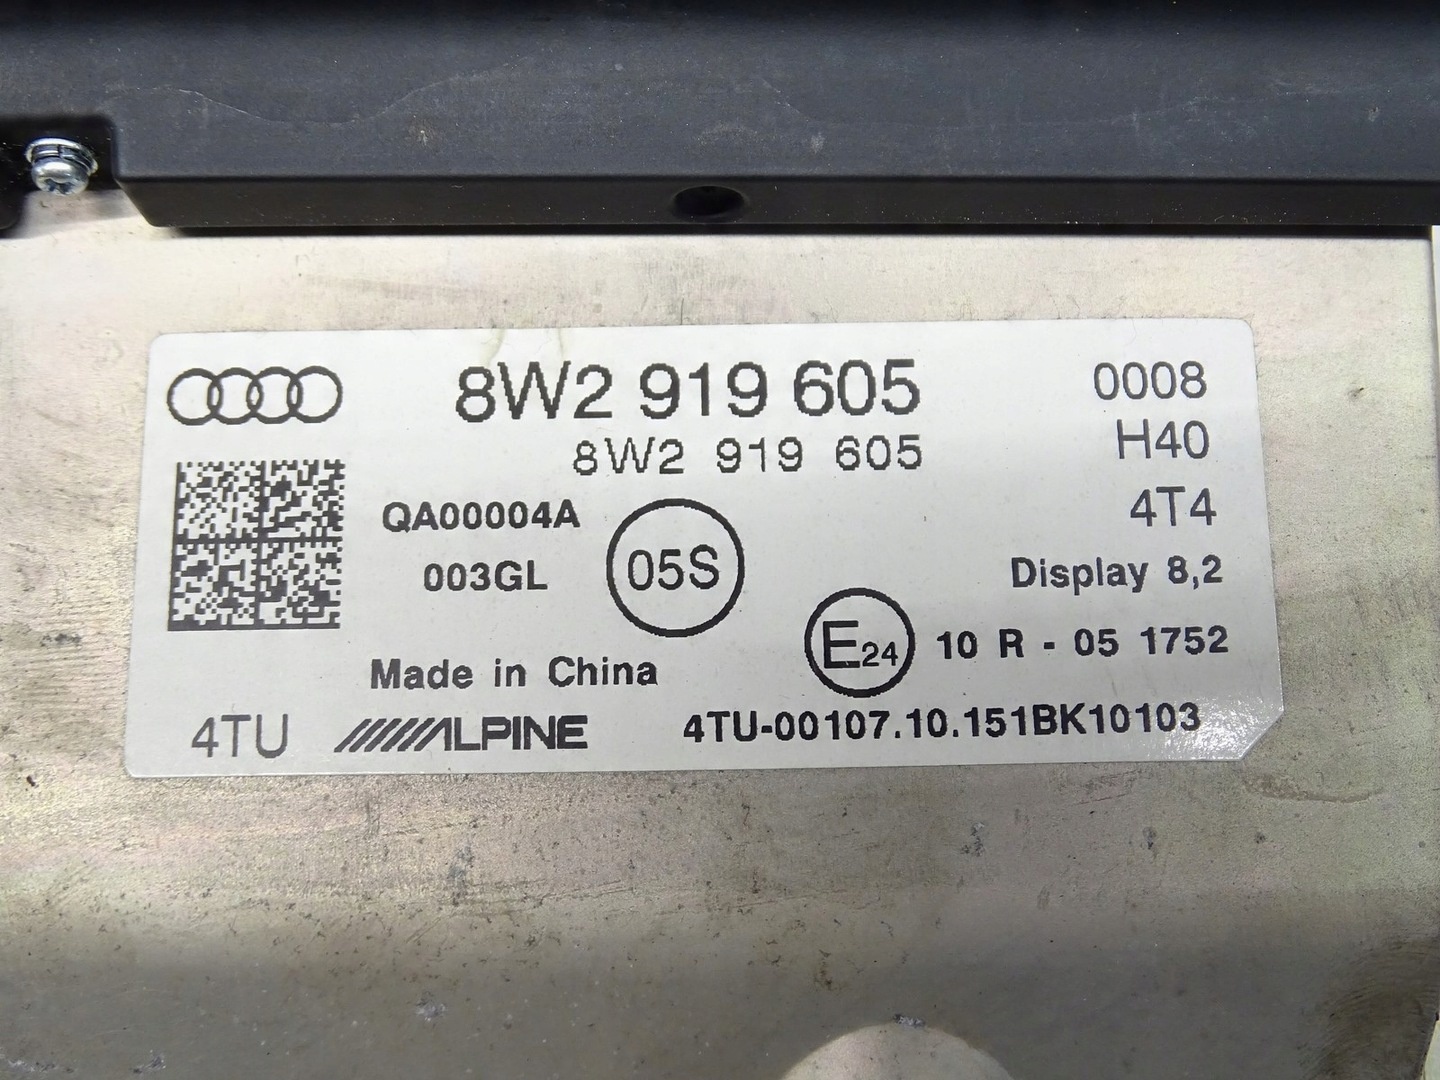 8W2 919 605
0008
8W2 919 605
H40
QA00004A
4T4
003GL
05S
Display 8,2
E24
10 R - 05 1752
Made in China
4TU
ALPINE
4TU-00107.10.151BK10103